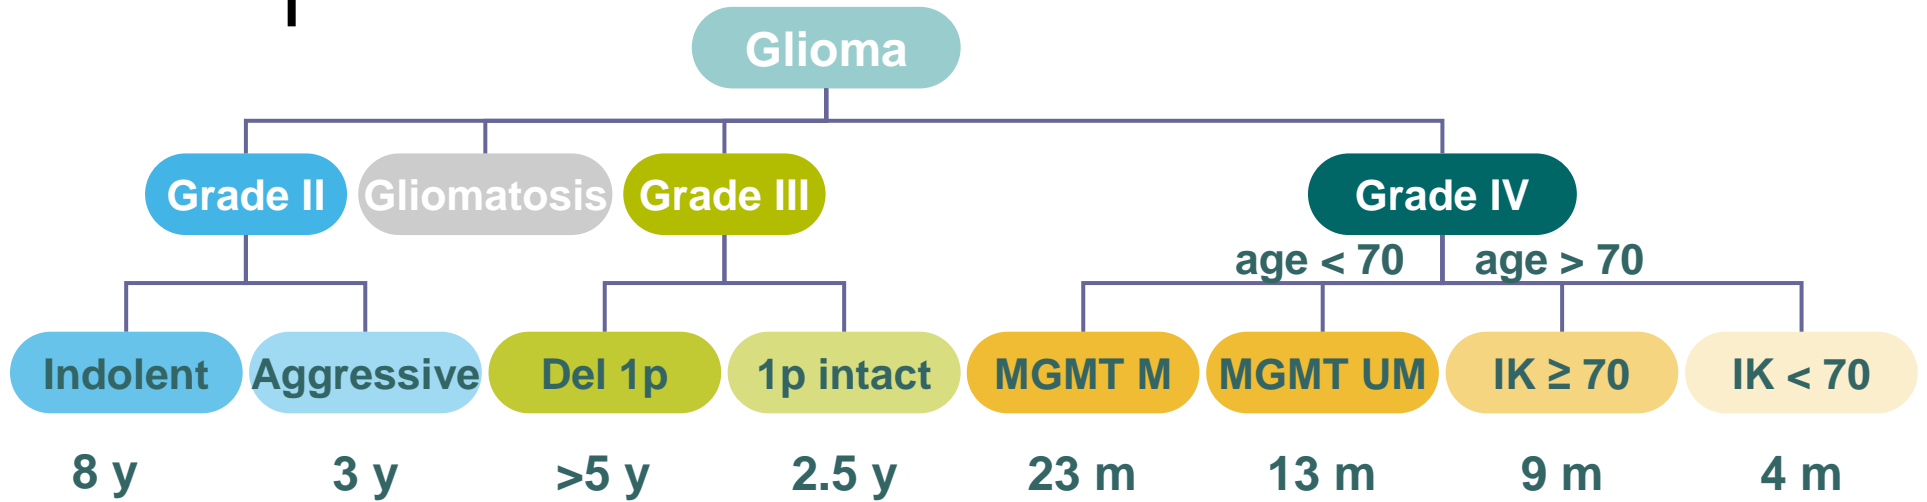 Glioma
Grade II Gliomatosis Grade III Grade IV
age < 70 age > 70
Indolent Aggressive Del 1p 1p intact MGMT M MGMT UM IK ≥ 70 IK < 70
8 y 3 y >5 y 2.5 y 23 m 13 m 9 m 4 m